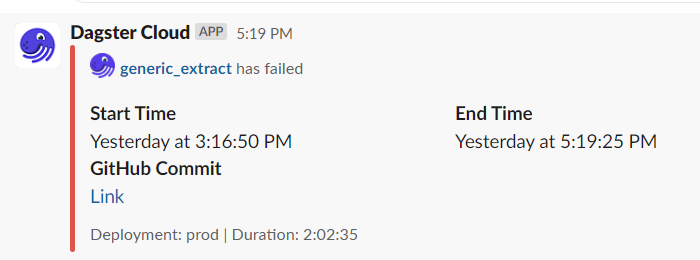 Dagster Cloud APP 5:19 PM
generic_extract has failed
Start Time End Time
Yesterday at 3:16:50 PM Yesterday at 5:19:25 PM
GitHub Commit
Link
Deployment: prod | Duration: 2:02:35